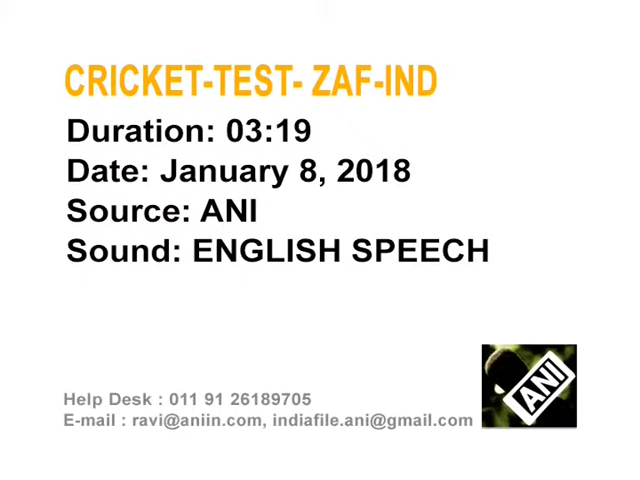 CRICKET-TEST- ZAF-IND
Duration: 03:19
Date: January 8, 2018
Source: ANI
Sound: ENGLISH SPEECH
Help Desk : 011 91 26189705
E-mail : ravi@aniin.com, indiafile.ani@gmail.com
ANI